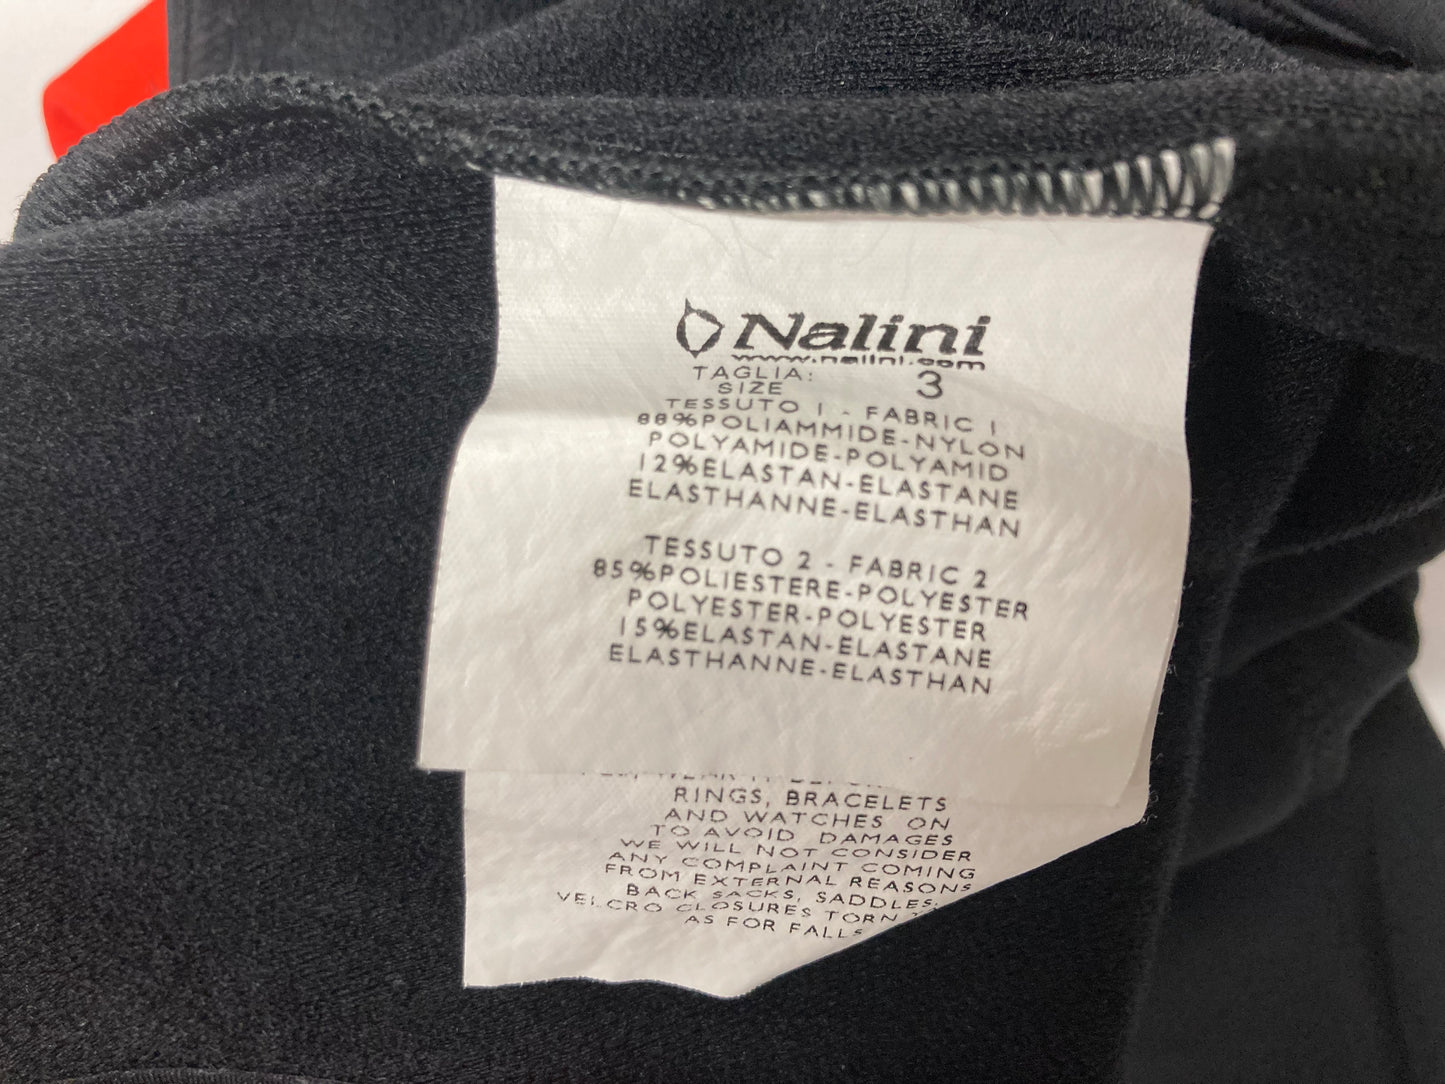 Nalini
www.nalini.com
TAGLIA:
SIZE 3
TESSUTO 1 - FABRIC 1
88%POLIAMMIDE-NYLON
POLYAMIDE-POLYAMID
12%ELASTAN-ELASTANE
ELASTHANNE-ELASTHAN
TESSUTO 2 - FABRIC 2
85%POLIESTERE-POLYESTER
POLYESTER-POLYESTER
15%ELASTAN-ELASTANE
ELASTHANNE-ELASTHAN
RINGS, BRACELETS
AND WATCHES ON
TO AVOID DAMAGES
WE WILL NOT CONSIDER
ANY COMPLAINT COMING
FROM EXTERNAL REASONS
BACK SACKS, SADDLES,
VELCRO CLOSURES TORN
AS FOR FALLS